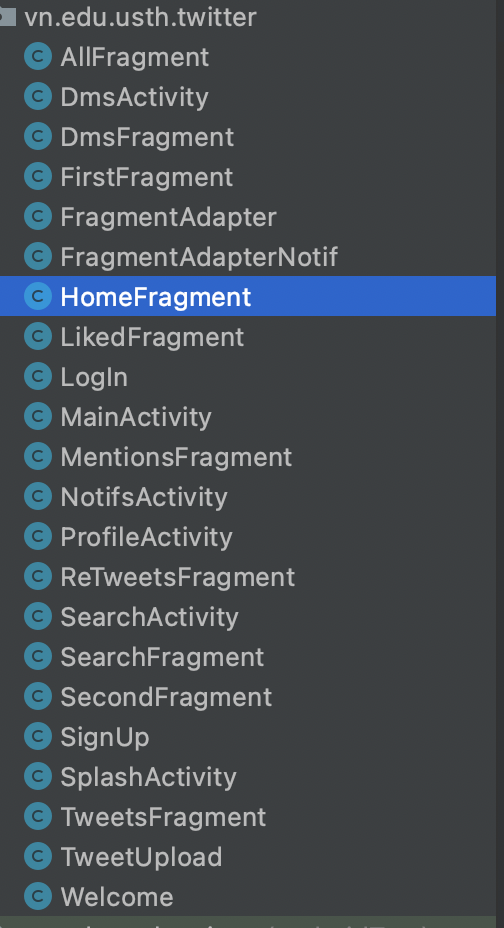 vn.edu.usth.twitter
C AllFragment
C DmsActivity
C DmsFragment
C FirstFragment
C FragmentAdapter
C FragmentAdapterNotif
C HomeFragment
C LikedFragment
C LogIn
C MainActivity
C MentionsFragment
C NotifsActivity
C ProfileActivity
C ReTweetsFragment
C SearchActivity
C SearchFragment
C SecondFragment
C SignUp
C SplashActivity
C TweetsFragment
C TweetUpload
C Welcome